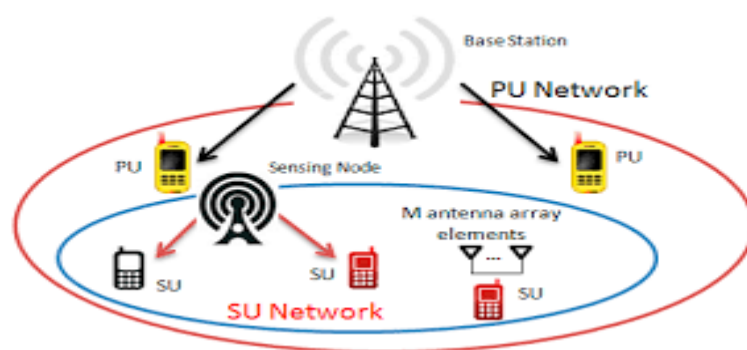 Base Station
PU Network
PU
PU
Sensing Node
M antenna array
elements
...
SU
SU
SU
SU Network